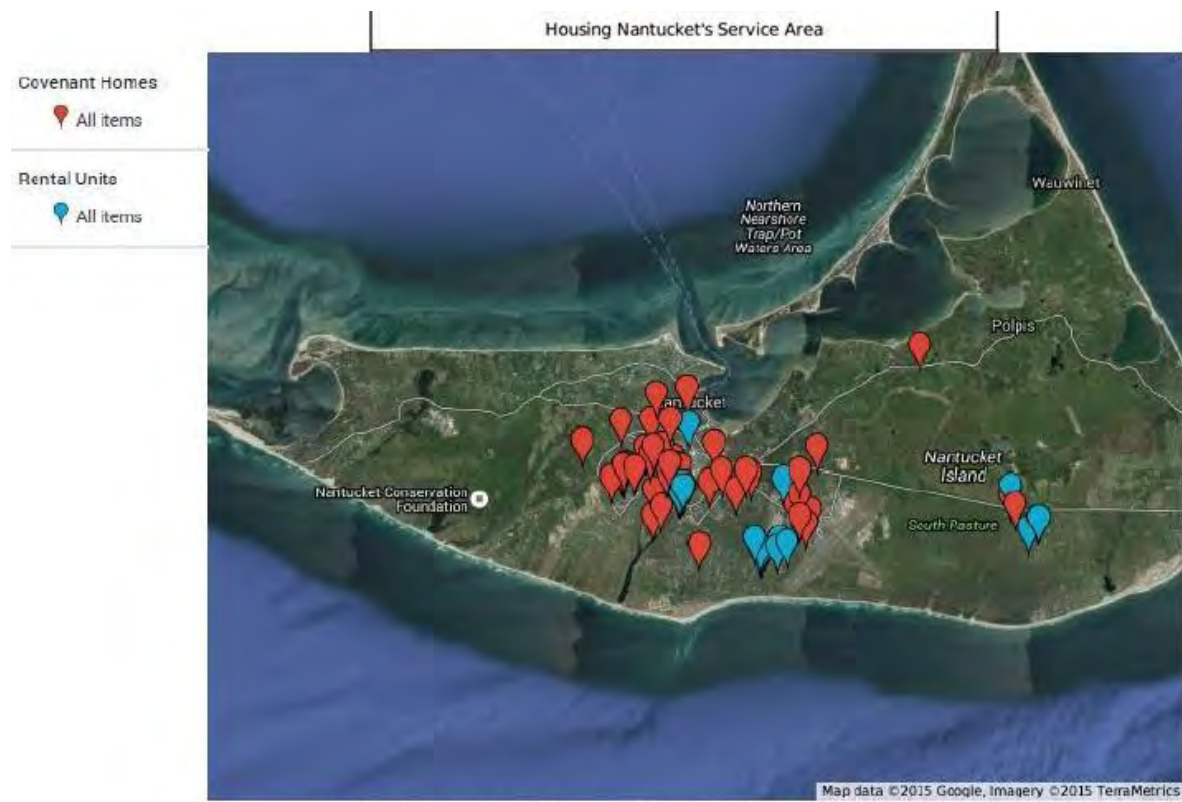 Housing Nantucket's Service Area
Covenant Homes
All items
Rental Units
All items
Wauwinet
Northern
Nearshore
Trap/Pot
Waters Area
Polpis
Nantucket
Nantucket
Island
Nantucket Conservation
Foundation
South Pasture
Map data ©2015 Google, Imagery ©2015 TerraMetrics